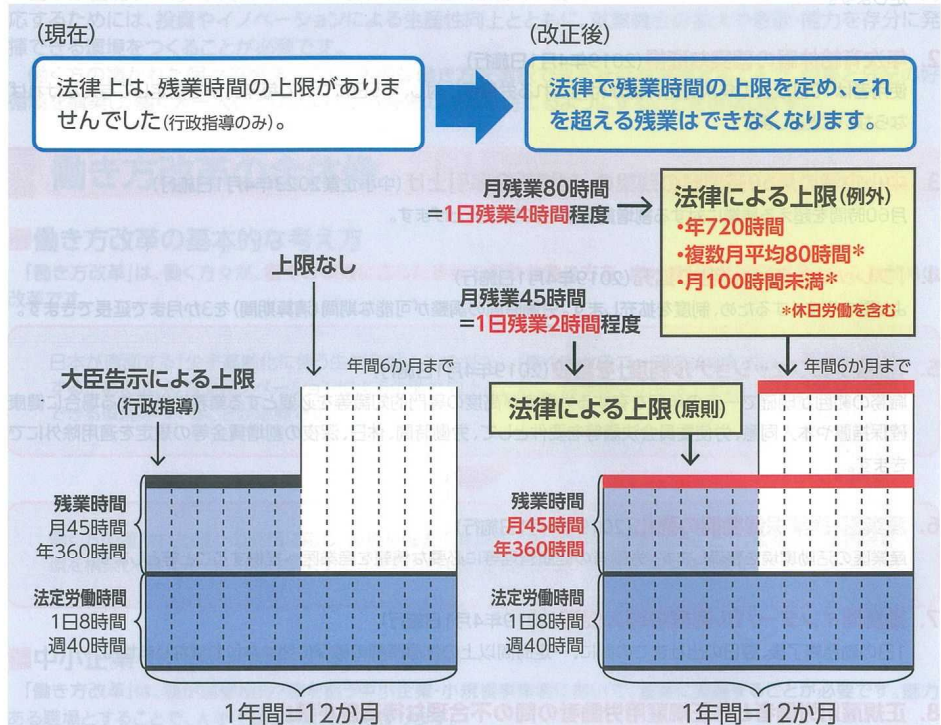 (現在)
法律上は、残業時間の上限がありま
せんでした(行政指導のみ)。
(改正後)
法律で残業時間の上限を定め、これ
を超える残業はできなくなります。
月残業80時間
=1日残業4時間程度
法律による上限(例外)
・年720時間
・複数月平均80時間*
・月100時間未満*
*休日労働を含む
上限なし
月残業45時間
=1日残業2時間程度
年間6か月まで
大臣告示による上限
(行政指導)
年間6か月まで
法律による上限(原則)
残業時間
月45時間
年360時間
法定労働時間
1日8時間
週40時間
1年間=12か月
残業時間
月45時間
年360時間
法定労働時間
1日8時間
週40時間
1年間=12か月